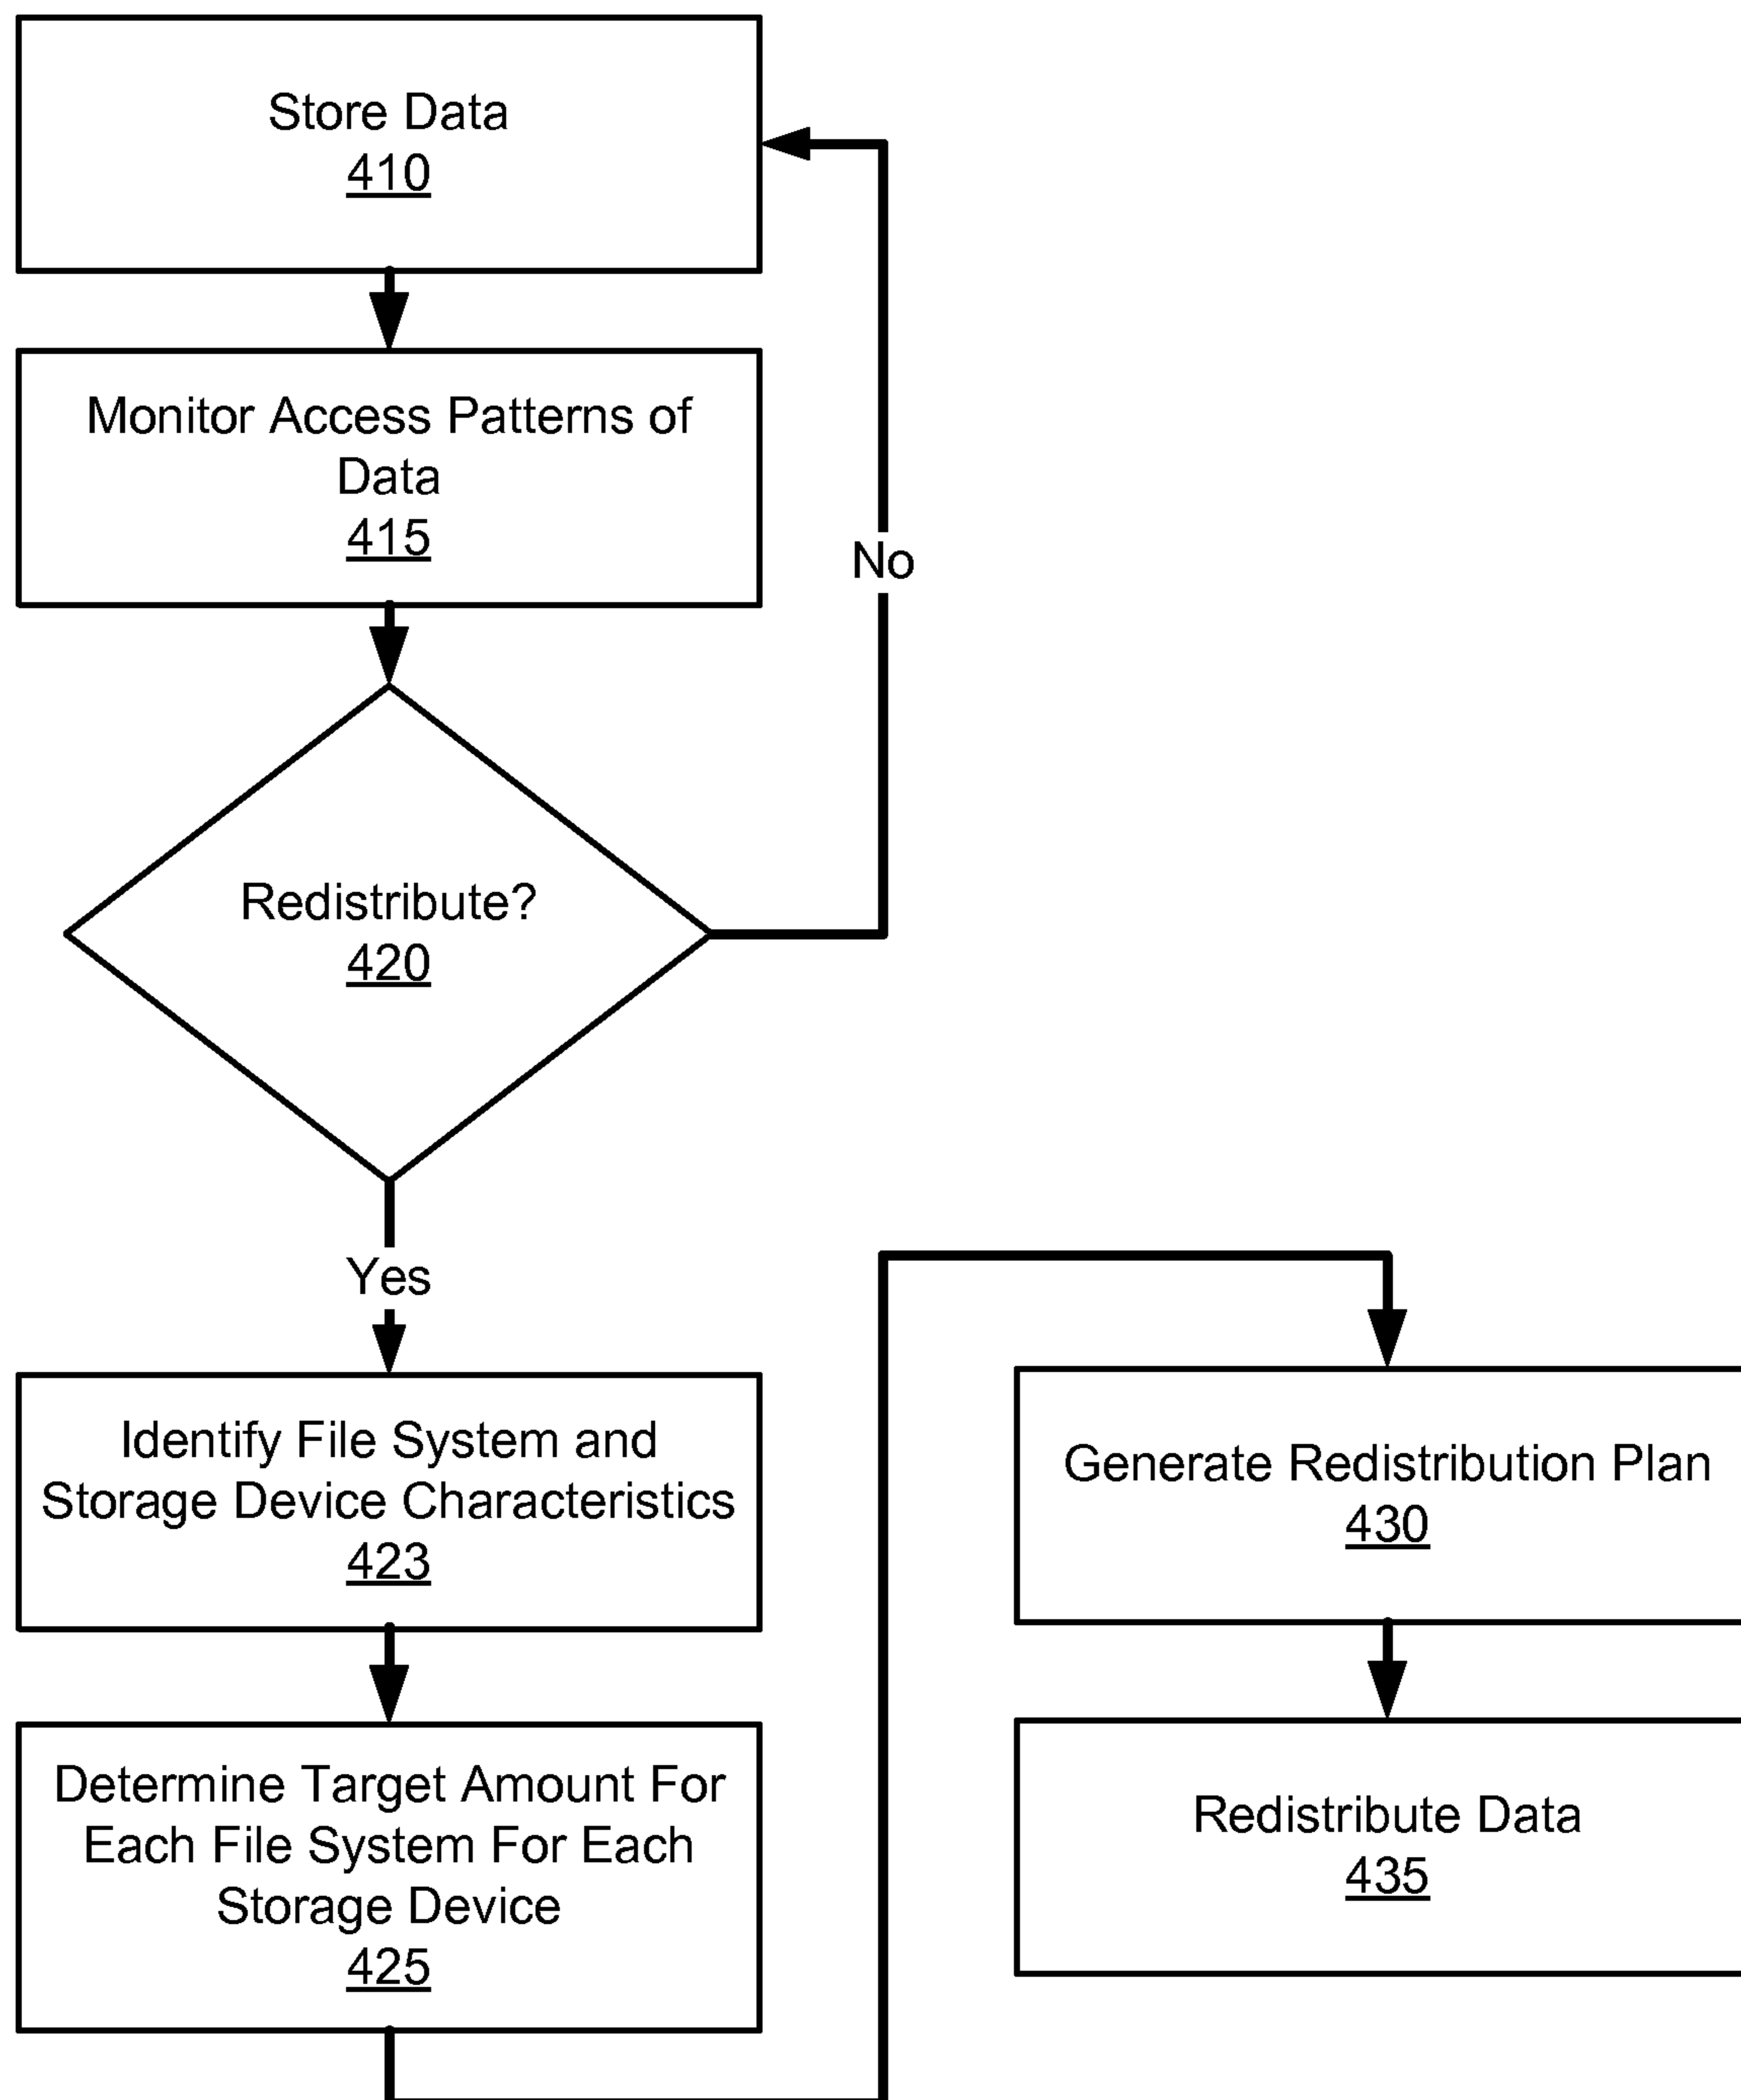 Store Data
410
Monitor Access Patterns of
Data
415
No
Redistribute?
420
Yes
Identify File System and
Storage Device Characteristics
423
Determine Target Amount For
Each File System For Each
Storage Device
425
Generate Redistribution Plan
430
Redistribute Data
435